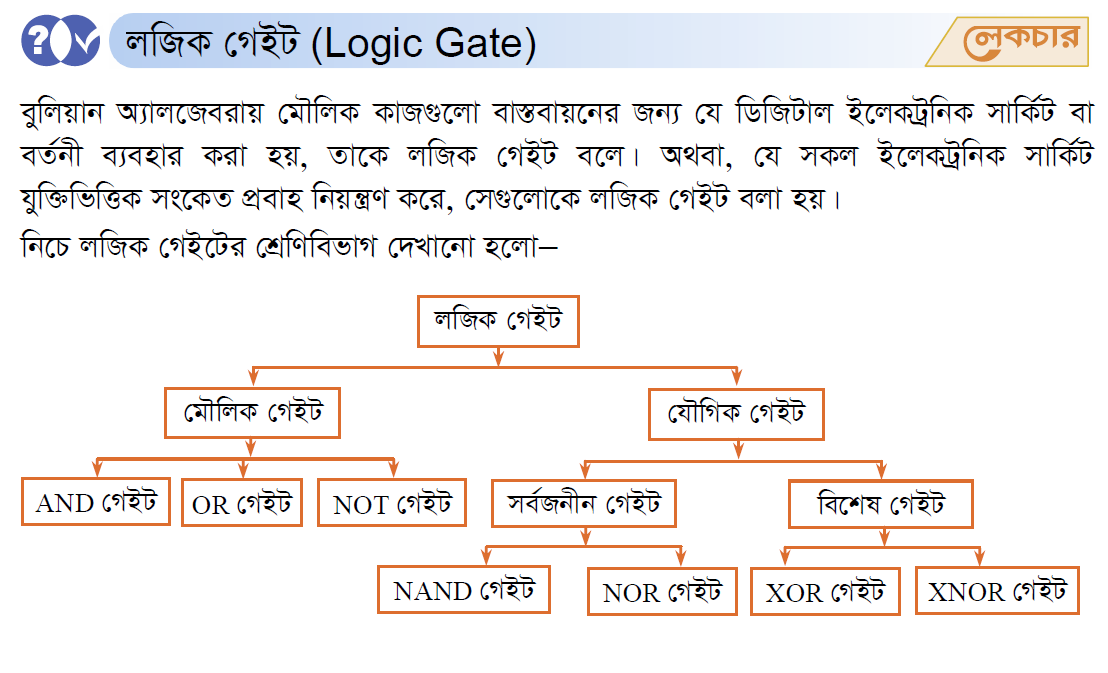 ?
লজিক গেইট (Logic Gate)
লেকচার
বুলিয়ান অ্যালজেবরায় মৌলিক কাজগুলো বাস্তবায়নের জন্য যে ডিজিটাল ইলেকট্রনিক সার্কিট বা
বর্তনী ব্যবহার করা হয়, তাকে লজিক গেইট বলে। অথবা, যে সকল ইলেকট্রনিক সার্কিট
যুক্তিভিত্তিক সংকেত প্রবাহ নিয়ন্ত্রণ করে, সেগুলোকে লজিক গেইট বলা হয়।
নিচে লজিক গেইটের শ্রেণিবিভাগ দেখানো হলো–
লজিক গেইট
মৌলিক গেইট
যৌগিক গেইট
AND গেইট
OR গেইট
NOT গেইট
সর্বজনীন গেইট
বিশেষ গেইট
NAND গেইট
NOR গেইট
XOR গেইট
XNOR গেইট